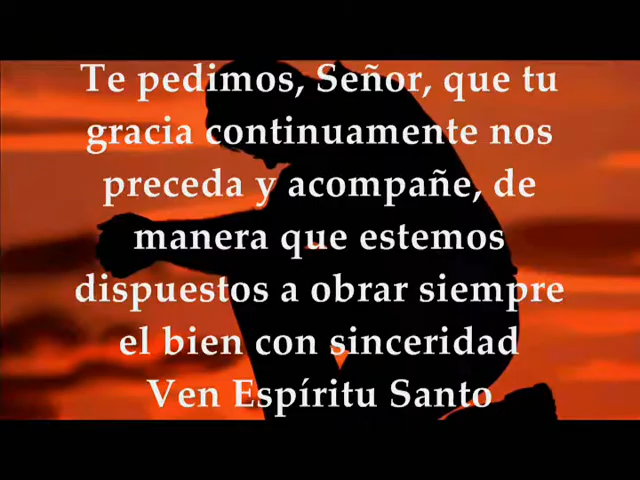 Te pedimos, Señor, que tu
gracia continuamente nos
preceda y acompañe, de
manera que estemos
dispuestos a obrar siempre
el bien con sinceridad
Ven Espíritu Santo